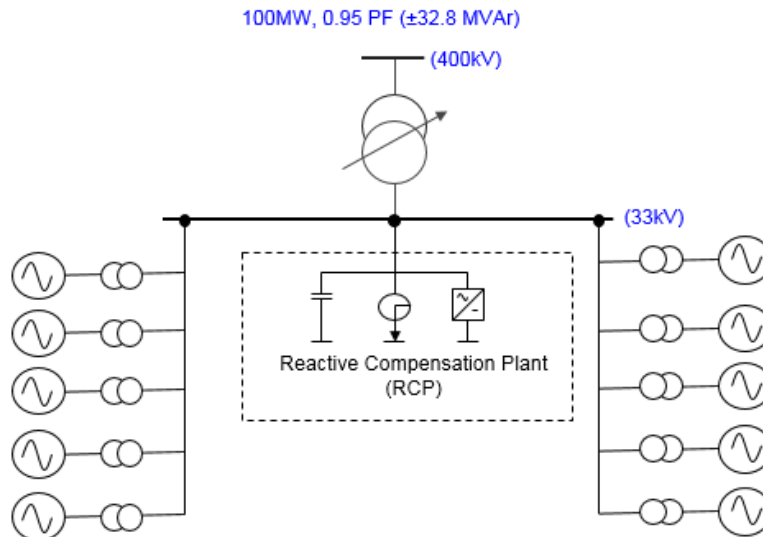 100MW, 0.95 PF (±32.8 MVAr)
(400kV)
(33kV)
Reactive Compensation Plant
(RCP)